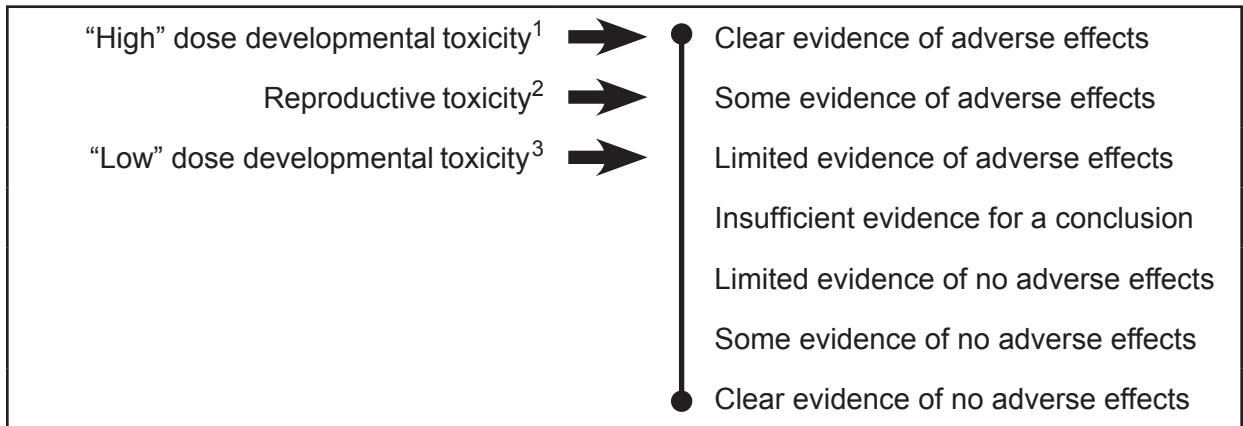 “High” dose developmental toxicity1 Clear evidence of adverse effects
Reproductive toxicity2 Some evidence of adverse effects
“Low” dose developmental toxicity3 Limited evidence of adverse effects
Insufficient evidence for a conclusion
Limited evidence of no adverse effects
Some evidence of no adverse effects
Clear evidence of no adverse effects